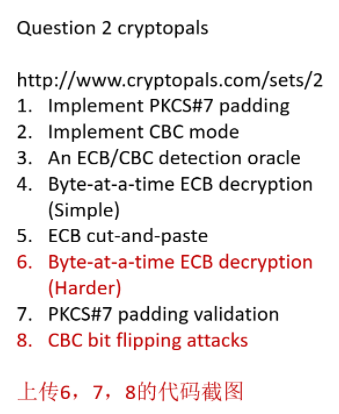 Question 2 cryptopals
http://www.cryptopals.com/sets/2
1. Implement PKCS#7 padding
2. Implement CBC mode
3. An ECB/CBC detection oracle
4. Byte-at-a-time ECB decryption
(Simple)
5. ECB cut-and-paste
6. Byte-at-a-time ECB decryption
(Harder)
7. PKCS#7 padding validation
8. CBC bit flipping attacks
上传6，7，8的代码截图